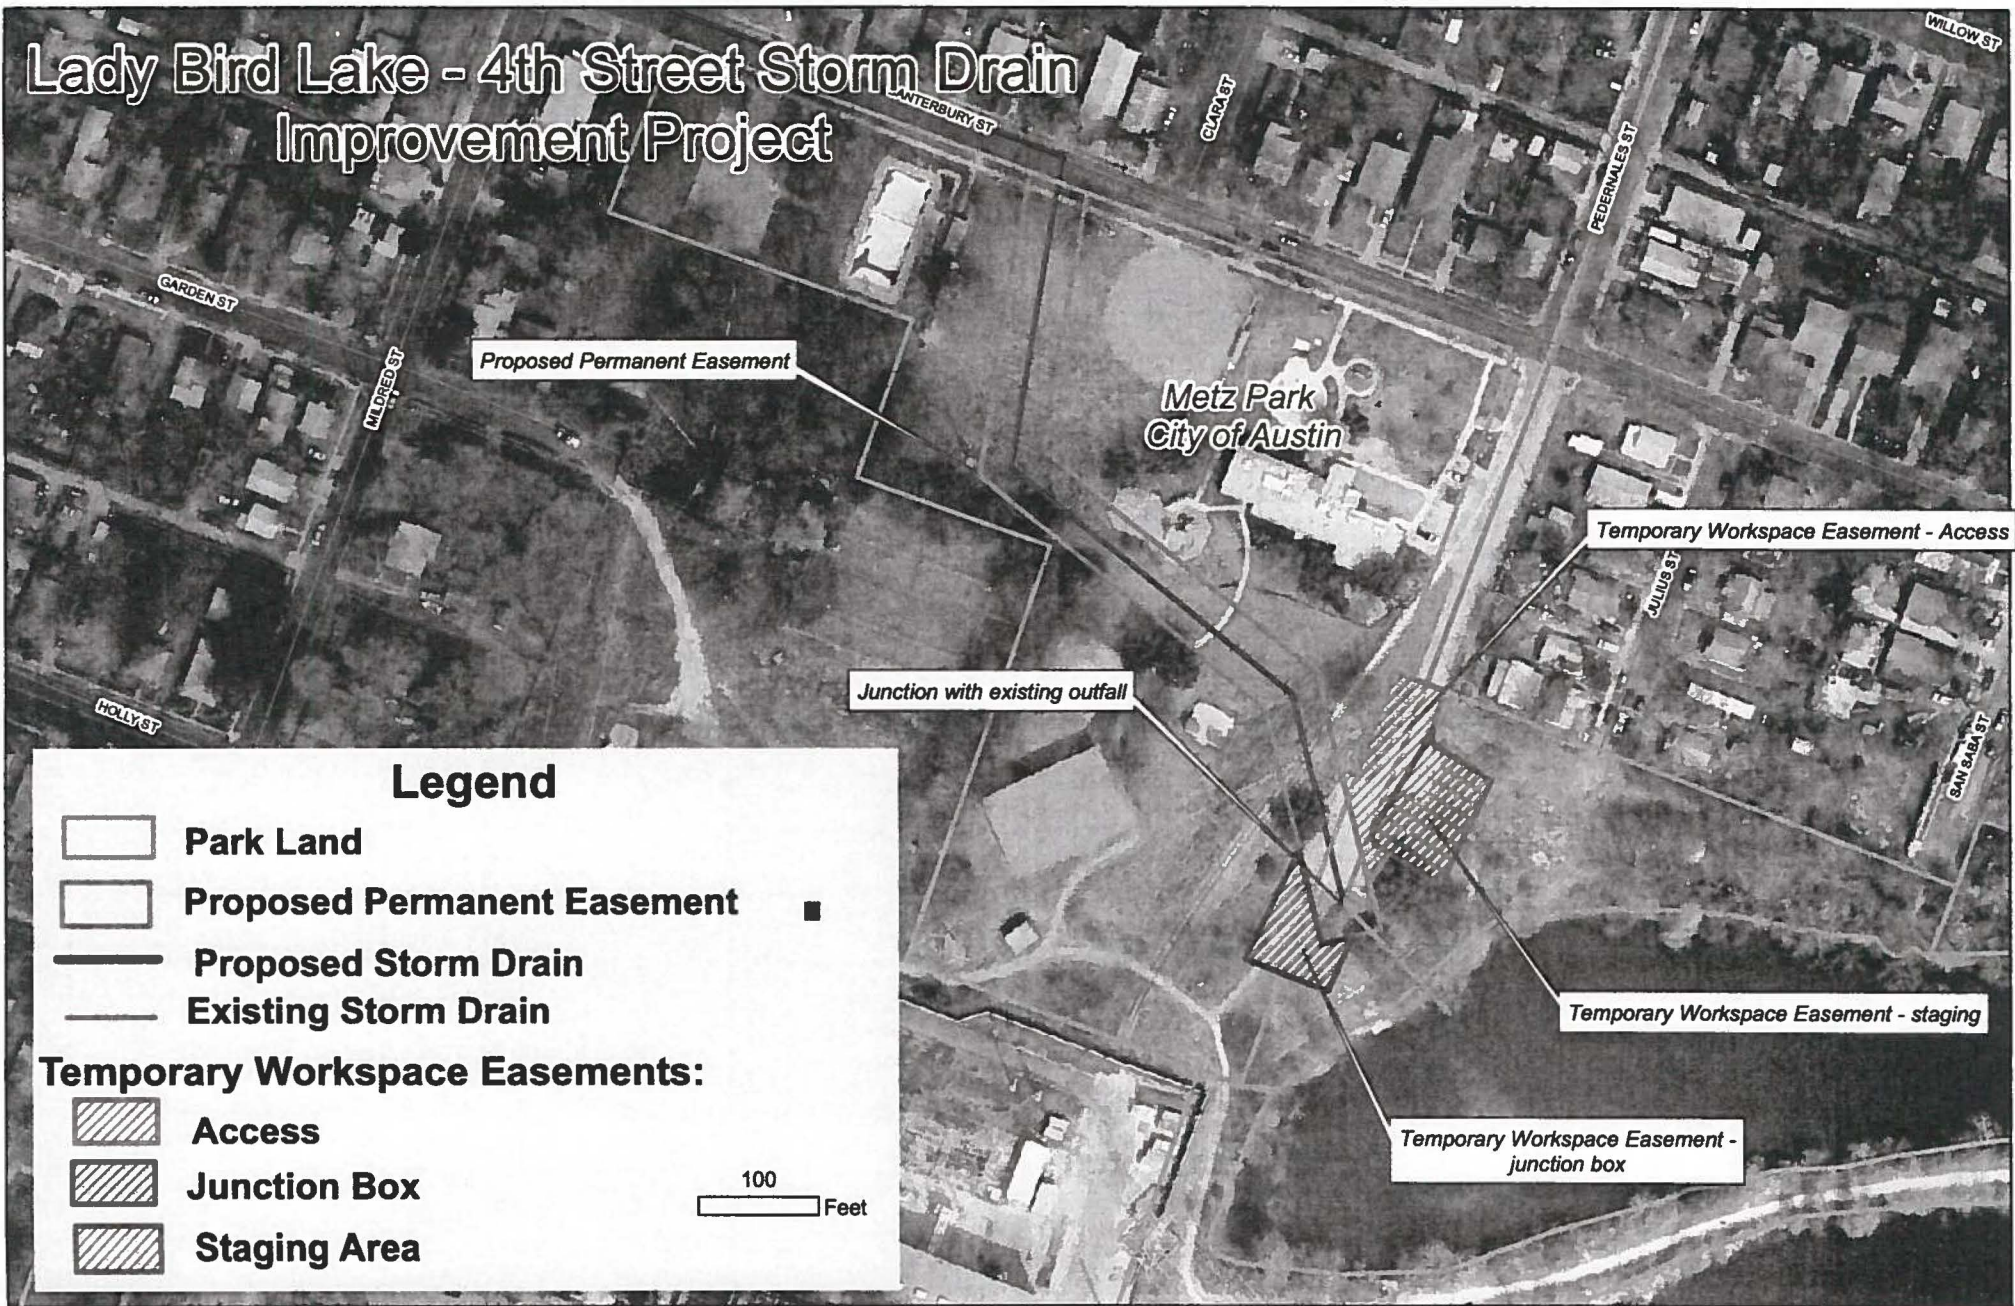 Lady Bird Lake - 4th Street Storm Drain
Improvement Project
WILLOW ST
CANTERBURY ST
CLARA ST
PEDERNALES ST
GARDEN ST
MILDRED ST
Proposed Permanent Easement
Metz Park
City of Austin
Temporary Workspace Easement - Access
JULIUS ST
Junction with existing outfall
HOLLY ST
SAN SABA ST
Legend
Park Land
Proposed Permanent Easement
Proposed Storm Drain
Existing Storm Drain
Temporary Workspace Easements:
Access
Junction Box
Staging Area
100
Feet
Temporary Workspace Easement - staging
Temporary Workspace Easement -
junction box